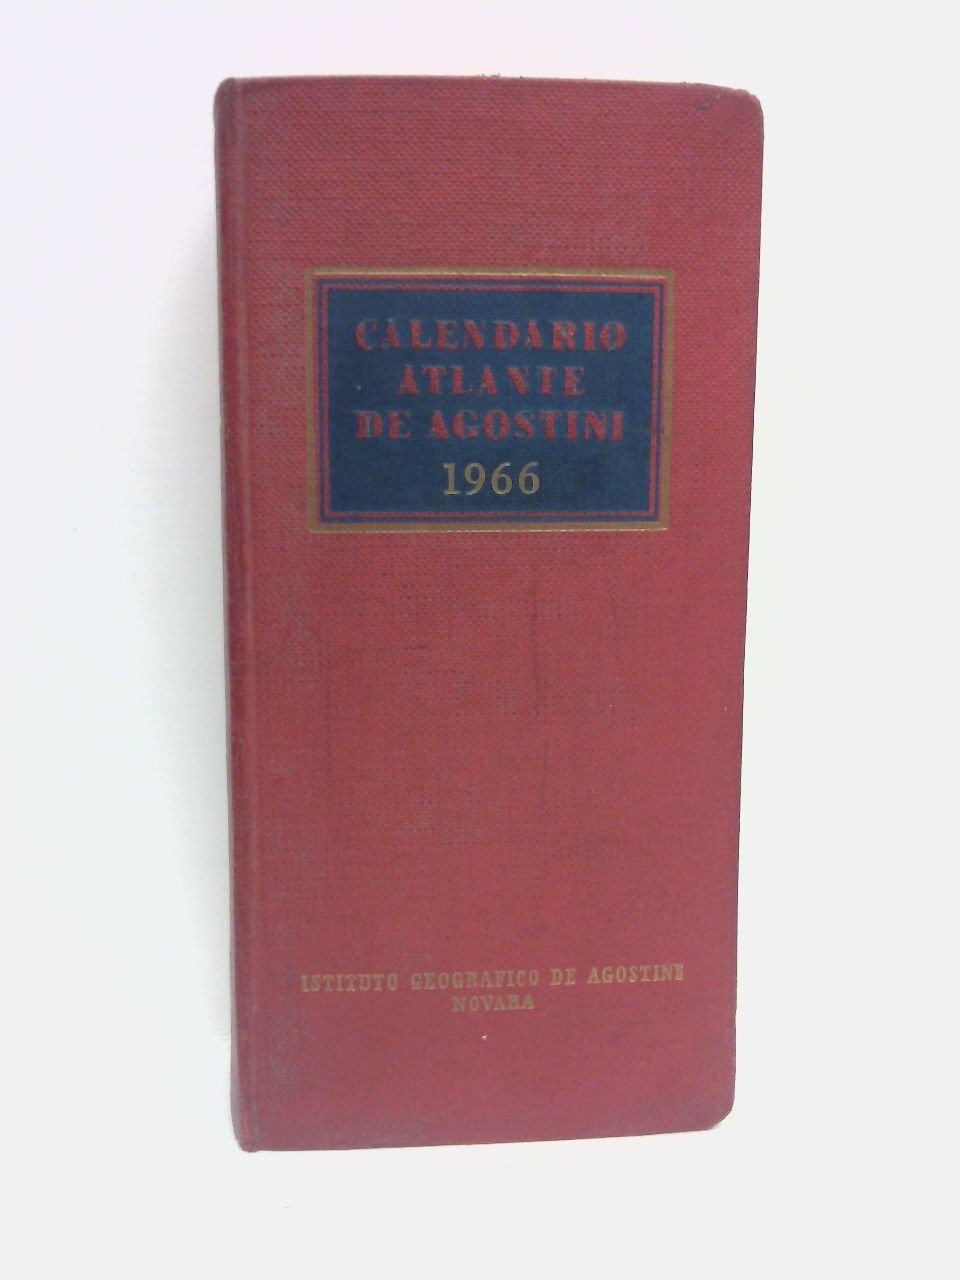 CALENDARIO
ATLANTE
DE AGOSTINI
1966
ISTITUTO GEOGRAFICO DE AGOSTINI
NOVARA